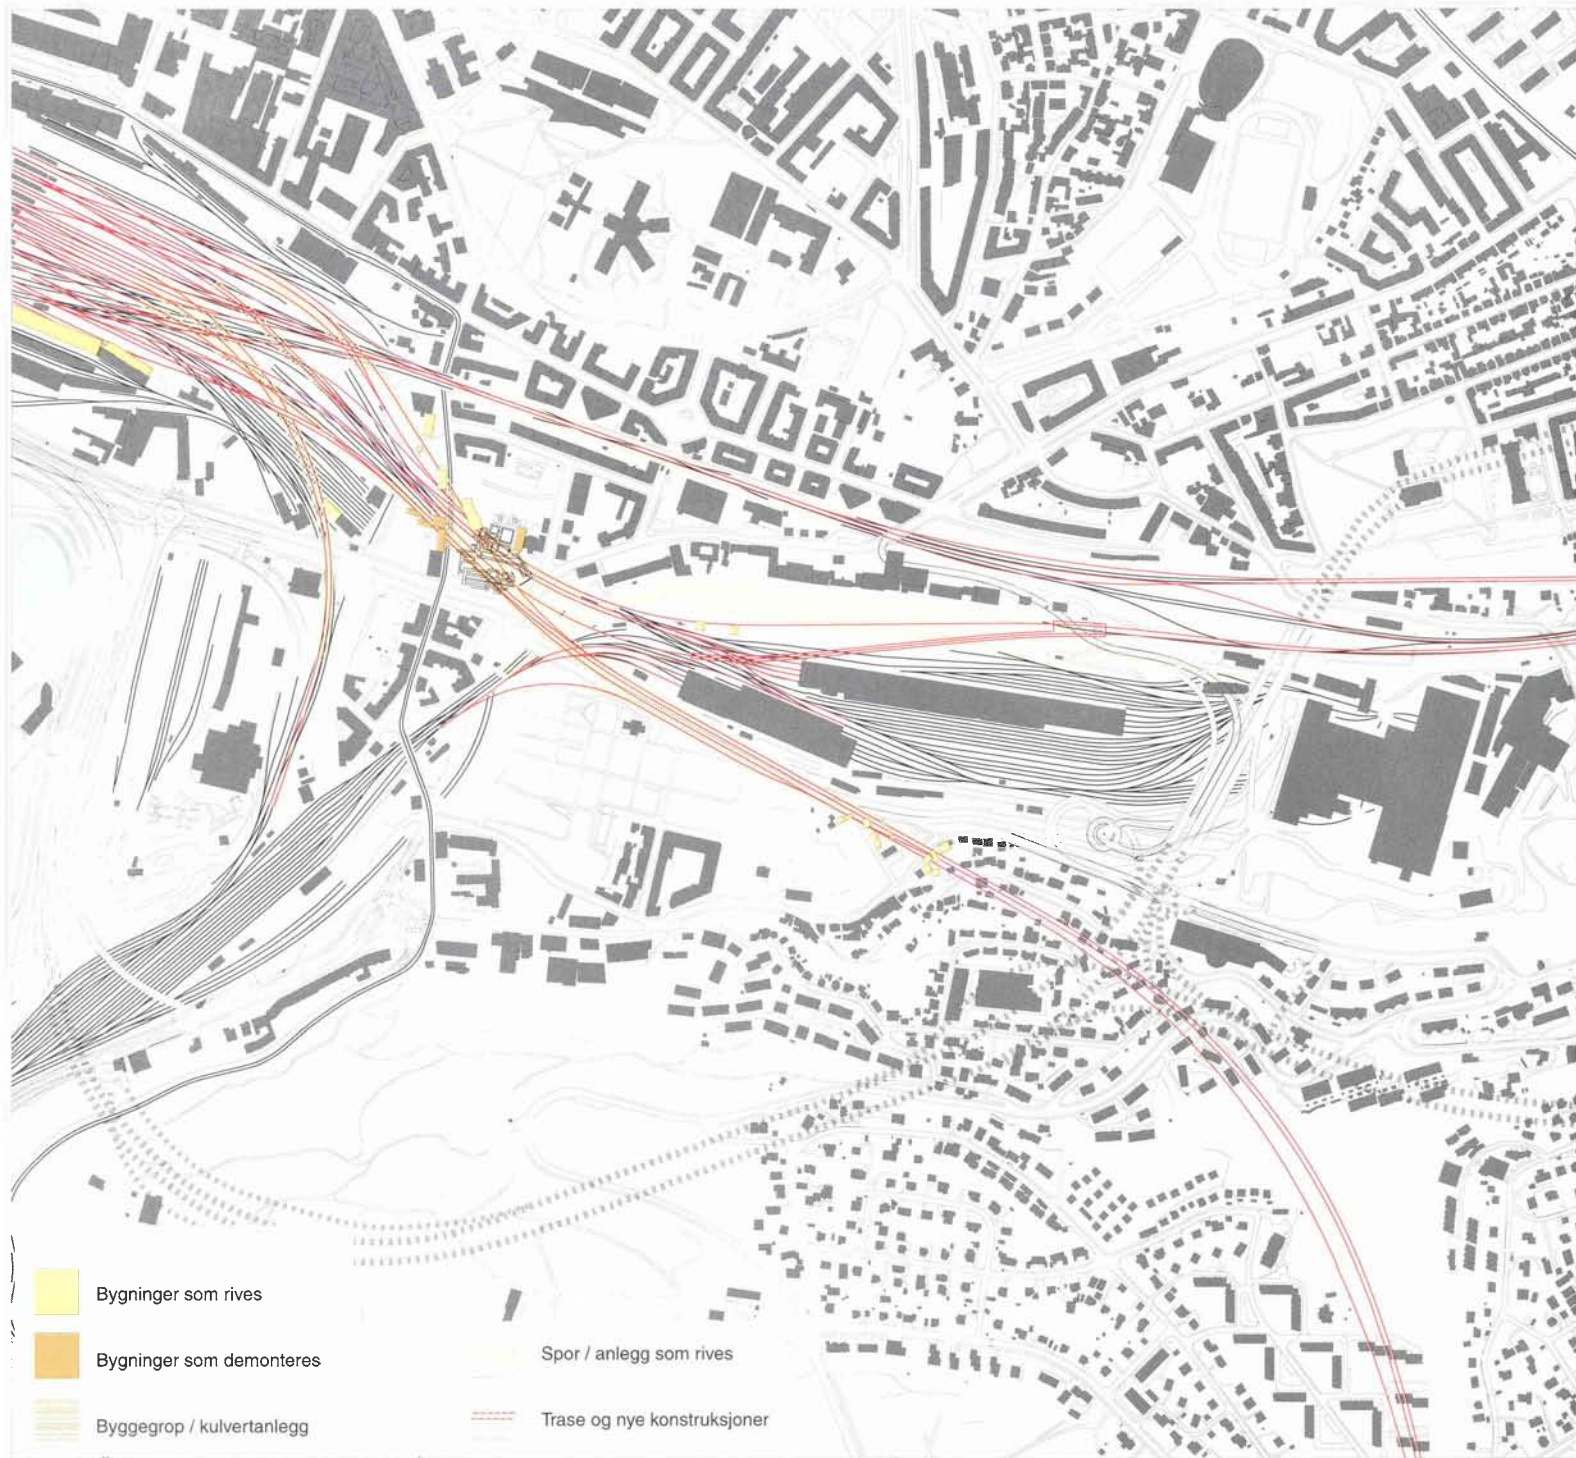 Bygninger som rives
Bygninger som demonteres
Byggegrop / kulvertanlegg
Spor / anlegg som rives
Trase og nye konstruksjoner